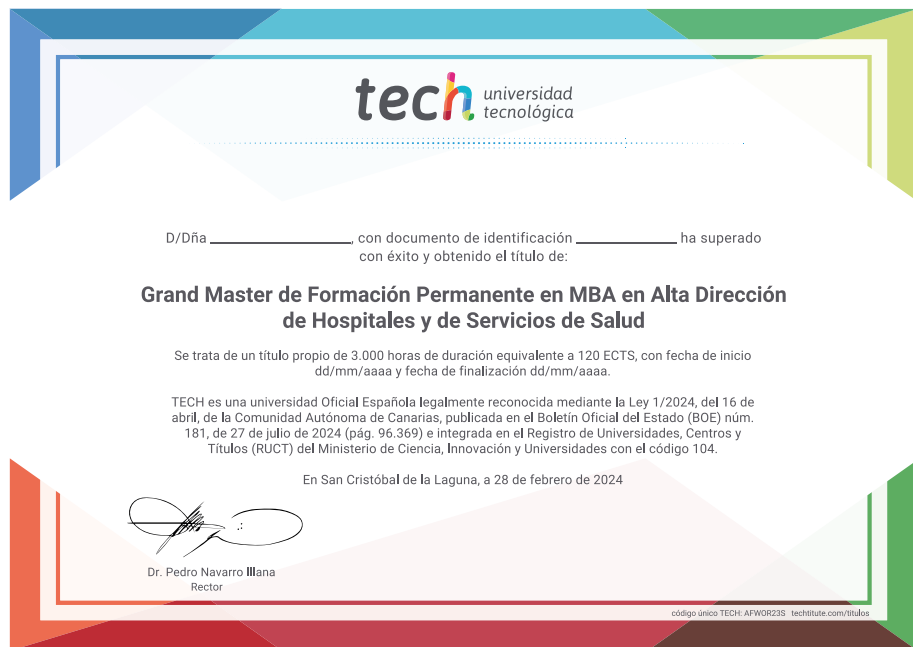 tech universidad
tecnológica
D/Dña ________________, con documento de identificación ____________ ha superado
con éxito y obtenido el título de:
Grand Master de Formación Permanente en MBA en Alta Dirección
de Hospitales y de Servicios de Salud
Se trata de un título propio de 3.000 horas de duración equivalente a 120 ECTS, con fecha de inicio
dd/mm/aaaa y fecha de finalización dd/mm/aaaa.
TECH es una universidad Oficial Española legalmente reconocida mediante la Ley 1/2024, del 16 de
abril, de la Comunidad Autónoma de Canarias, publicada en el Boletín Oficial del Estado (BOE) núm.
181, de 27 de julio de 2024 (pág. 96.369) e integrada en el Registro de Universidades, Centros y
Títulos (RUCT) del Ministerio de Ciencia, Innovación y Universidades con el código 104.
En San Cristóbal de la Laguna, a 28 de febrero de 2024
Dr. Pedro Navarro Illana
Rector
código único TECH: AFWOR23S techtitute.com/titulos